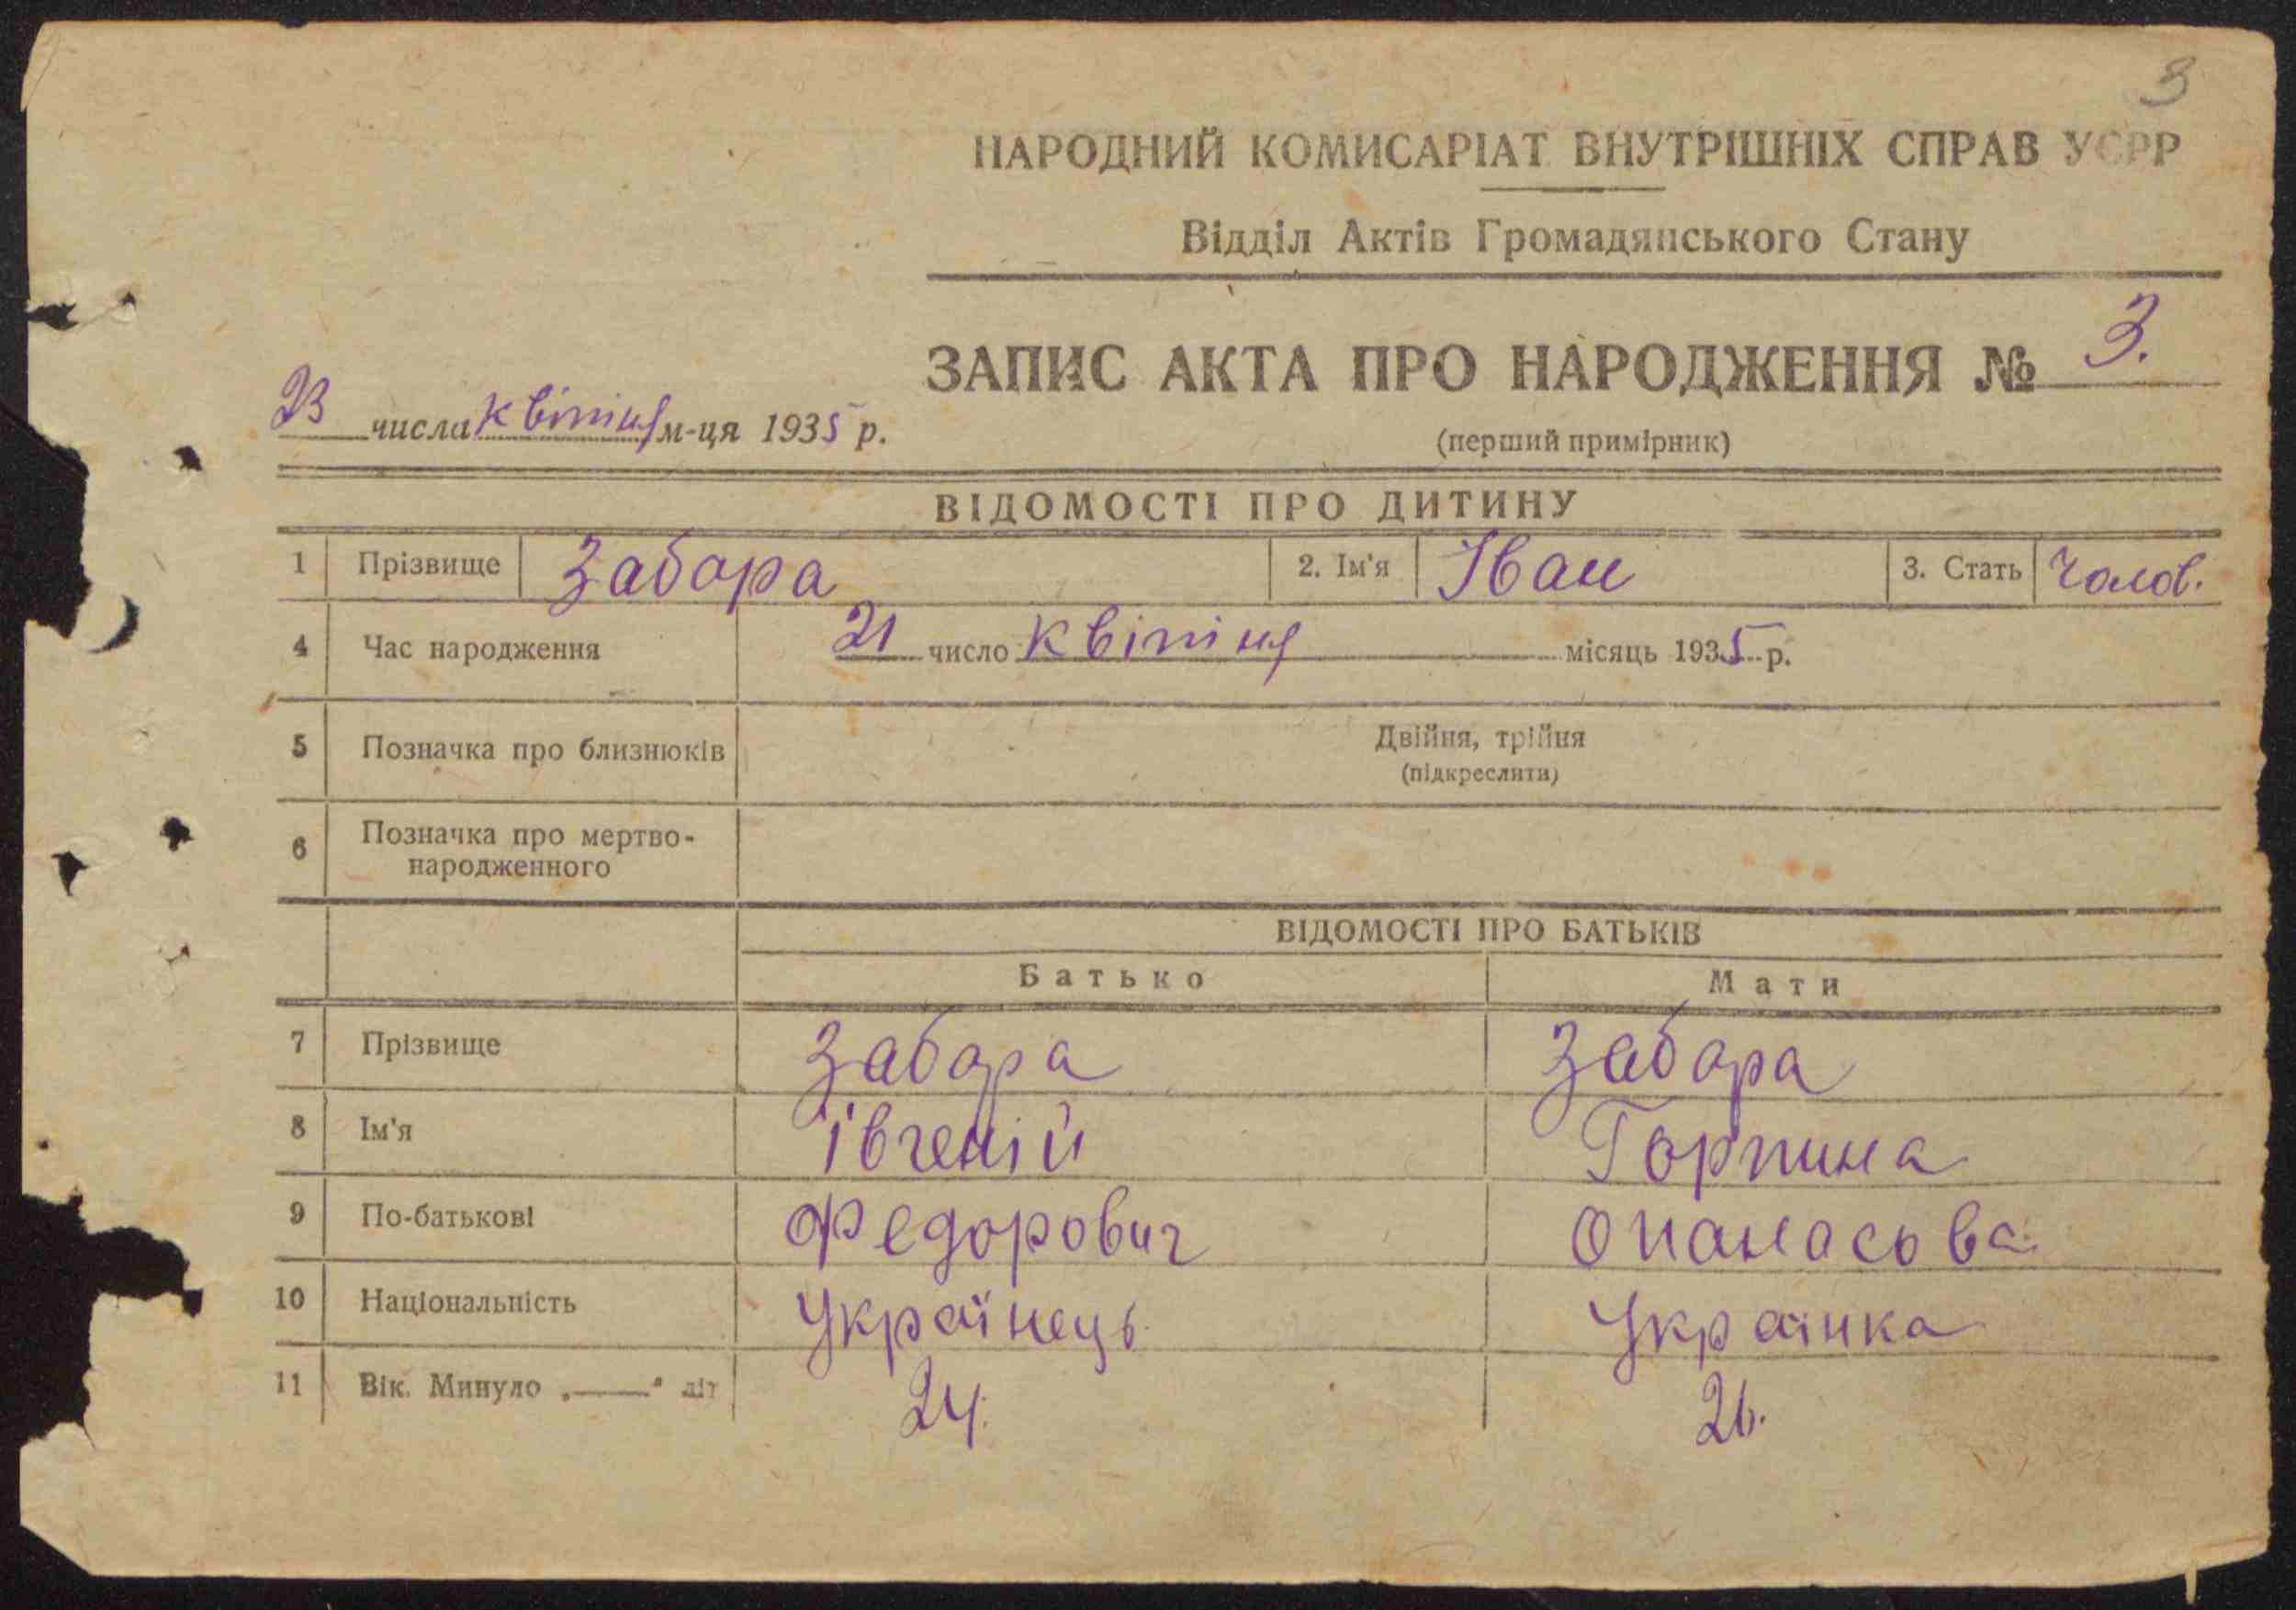 3
НАРОДНИЙ КОМИСАРІАТ ВНУТРІШНІХ СПРАВ УСРР
Відділ Актів Громадянського Стану
ЗАПИС АКТА ПРО НАРОДЖЕННЯ № 3.
23 числа квітня м-ця 1935 р.
(перший примірник)
ВІДОМОСТІ ПРО ДИТИНУ
1 Прізвище Забара 2. Ім'я Іван 3. Стать Чолов.
4 Час народження 21 число квітня місяць 1935 р.
5 Позначка про близнюків Двійня, трійня
(підкреслити)
6 Позначка про мертво-
народженного
ВІДОМОСТІ ПРО БАТЬКІВ
Батько Мати
7 Прізвище Забара Забара
8 Ім'я Івгеній Горпина
9 По-батькові Федорович Опанасова
10 Національність Українець Українка
11 Вік. Минуло „—“ літ 24. 26.